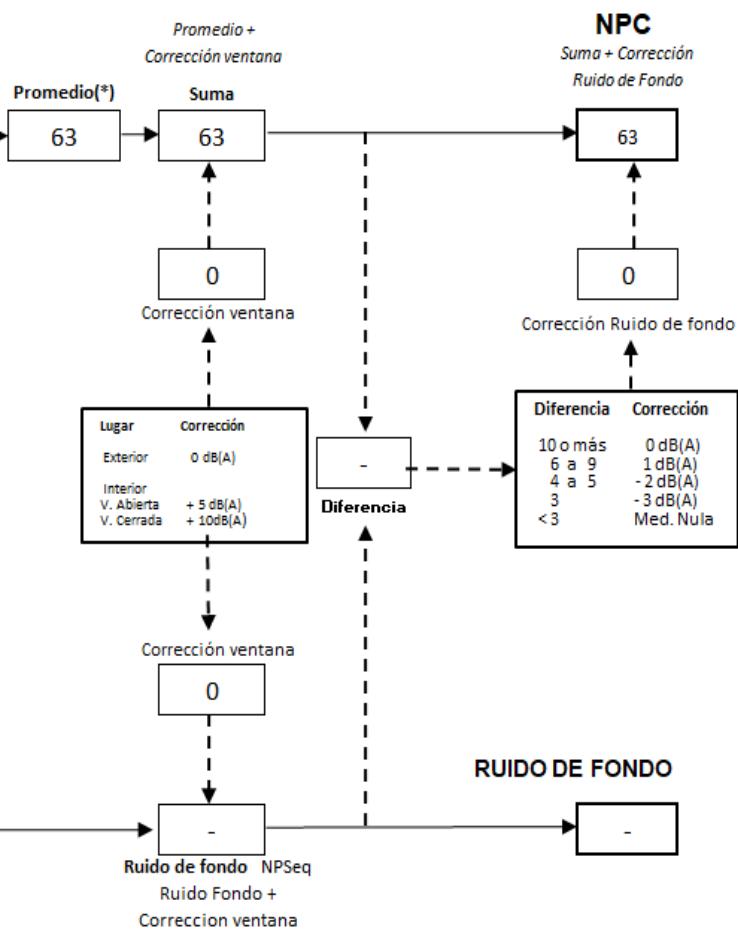 Promedio +
Corrección ventana
NPC
Suma + Corrección
Ruido de Fondo
Promedio(*)
Suma
63
63
63
0
Corrección ventana
0
Corrección Ruido de fondo
Lugar Corrección
Exterior 0 dB(A)
Interior
V. Abierta + 5 dB(A)
V. Cerrada + 10dB(A)
-
Diferencia
Diferencia Corrección
10 o más 0 dB(A)
6 a 9 1 dB(A)
4 a 5 - 2 dB(A)
3 - 3 dB(A)
< 3 Med. Nula
Corrección ventana
0
RUIDO DE FONDO
-
-
Ruido de fondo NPSeq
Ruido Fondo +
Correccion ventana